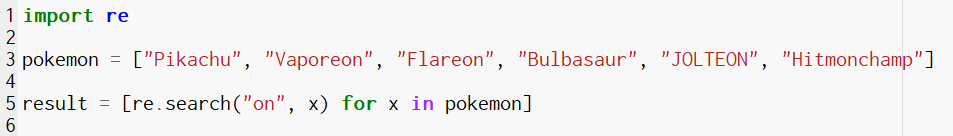 1 import re
2
3 pokemon = ["Pikachu", "Vaporeon", "Flareon", "Bulbasaur", "JOLTEON", "Hitmonchamp"]
4
5 result = [re.search("on", x) for x in pokemon]
6